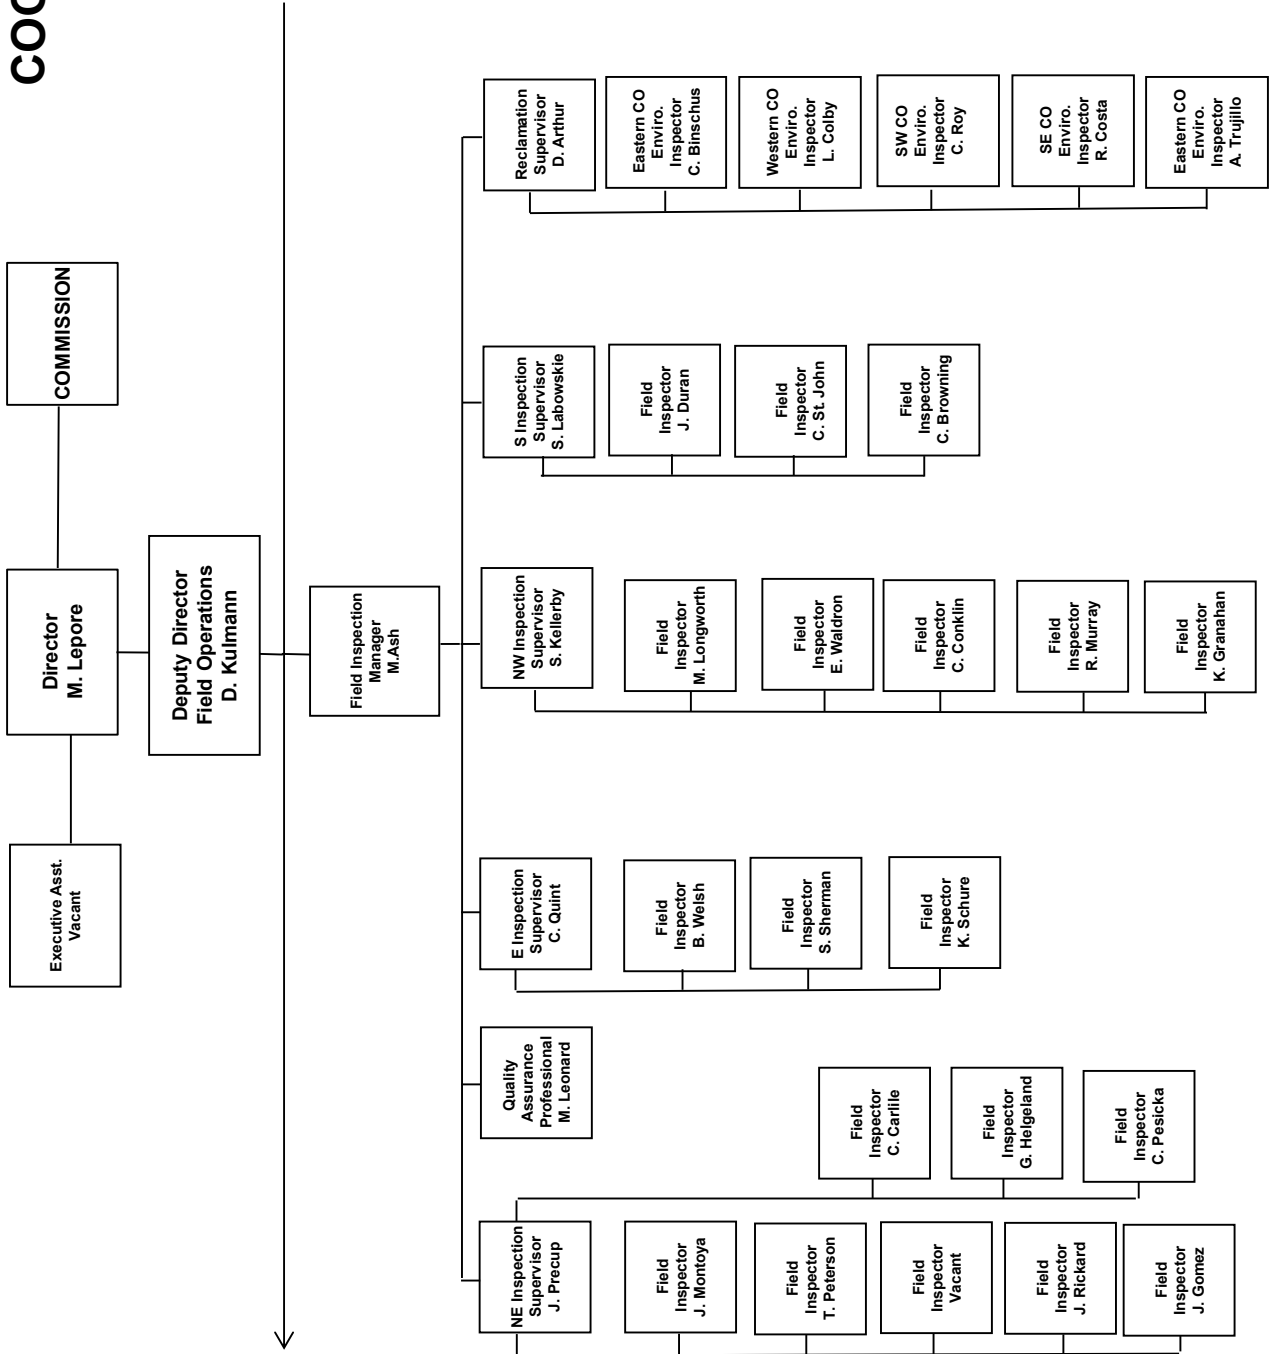 Executive Asst.
Vacant
Director
M. Lepore
COMMISSION
Deputy Director
Field Operations
D. Kulmann
Field Inspection
Manager
M.Ash
NE Inspection
Supervisor
J. Precup
Field
Inspector
J. Montoya
Field
Inspector
T. Peterson
Field
Inspector
Vacant
Field
Inspector
J. Rickard
Field
Inspector
J. Gomez
Field
Inspector
C. Carlile
Field
Inspector
G. Helgeland
Field
Inspector
C. Pesicka
Quality
Assurance
Professional
M. Leonard
E Inspection
Supervisor
C. Quint
Field
Inspector
B. Welsh
Field
Inspector
S. Sherman
Field
Inspector
K. Schure
NW Inspection
Supervisor
S. Kellerby
Field
Inspector
M. Longworth
Field
Inspector
E. Waldron
Field
Inspector
C. Conklin
Field
Inspector
R. Murray
Field
Inspector
K. Granahan
S Inspection
Supervisor
S. Labowskie
Field
Inspector
J. Duran
Field
Inspector
C. St. John
Field
Inspector
C. Browning
Reclamation
Supervisor
D. Arthur
Eastern CO
Enviro.
Inspector
C. Binschus
Western CO
Enviro.
Inspector
L. Colby
SW CO
Enviro.
Inspector
C. Roy
SE CO
Enviro.
Inspector
R. Costa
Eastern CO
Enviro.
Inspector
A. Trujillo